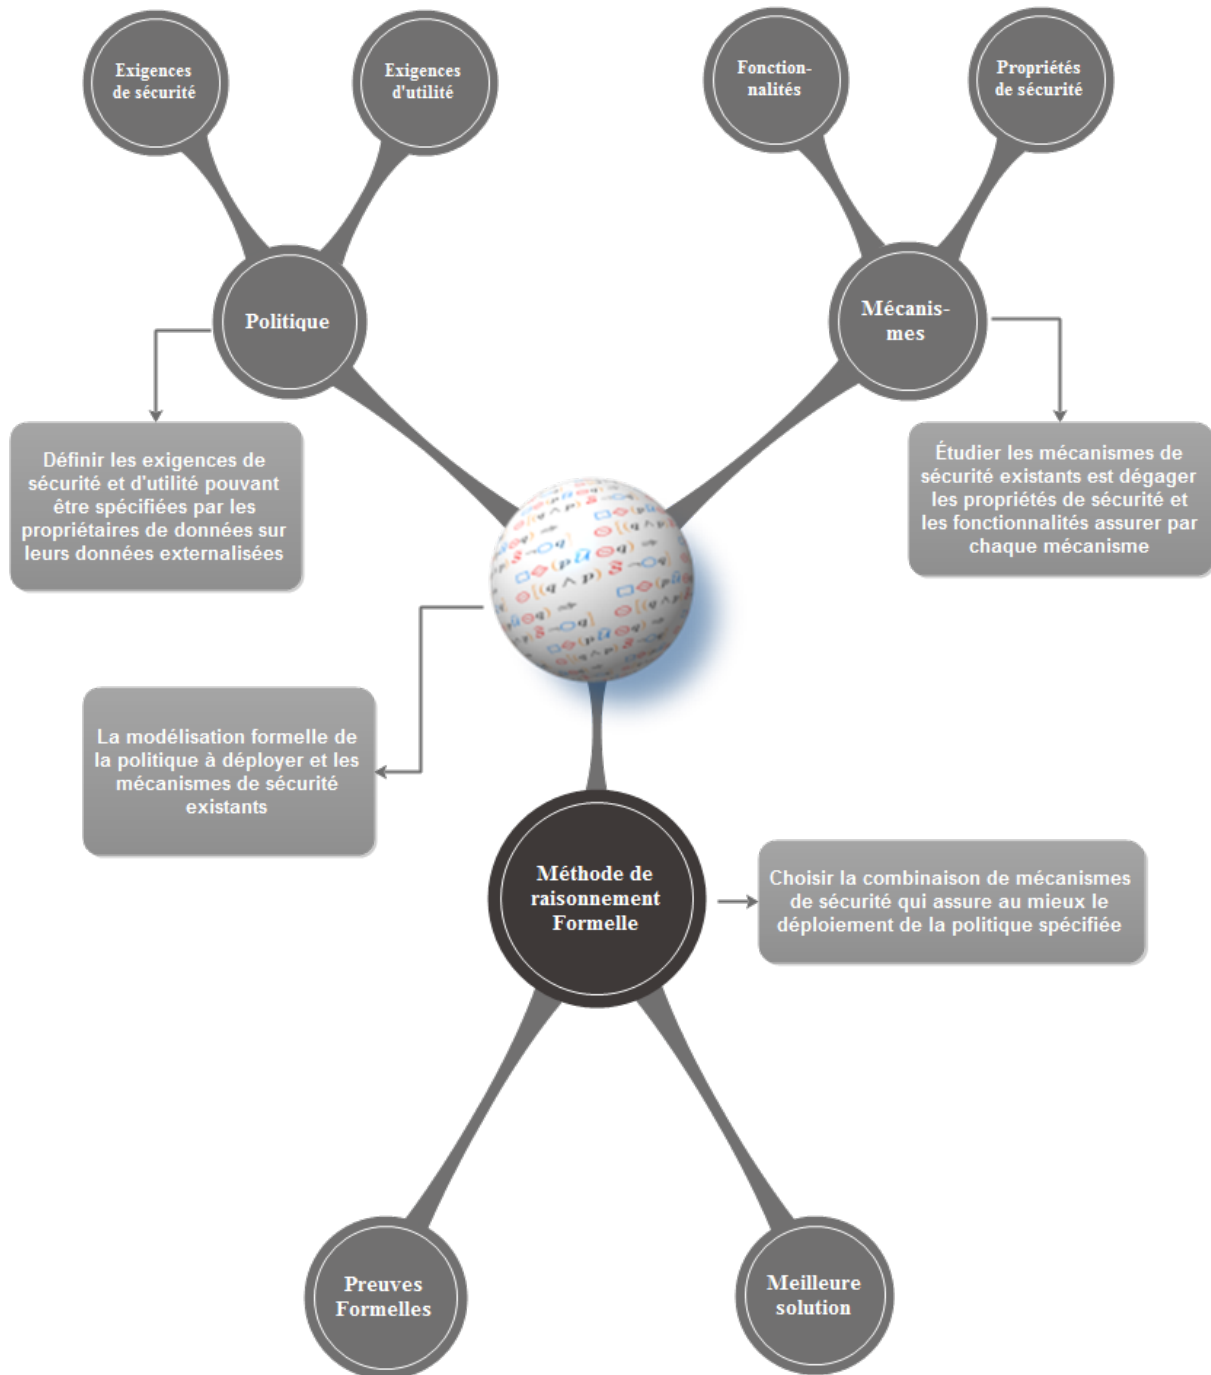 Exigences
de sécurité
Exigences
d'utilité
Fonction-
nalités
Propriétés
de sécurité
Politique
Mécanis-
mes
Définir les exigences de
sécurité et d'utilité pouvant
être spécifiées par les
propriétaires de données sur
leurs données externalisées
Étudier les mécanismes de
sécurité existants est dégager
les propriétés de sécurité et
les fonctionnalités assurer par
chaque mécanisme
La modélisation formelle de
la politique à déployer et les
mécanismes de sécurité
existants
Méthode de
raisonnement
Formelle
Choisir la combinaison de mécanismes
de sécurité qui assure au mieux le
déploiement de la politique spécifiée
Preuves
Formelles
Meilleure
solution